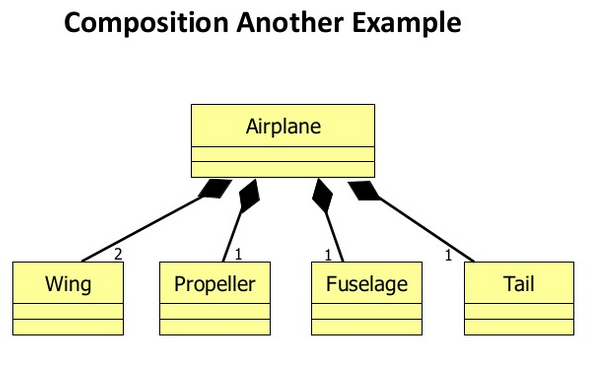 Composition Another Example
Airplane
2
1
1
1
Wing
Propeller
Fuselage
Tail